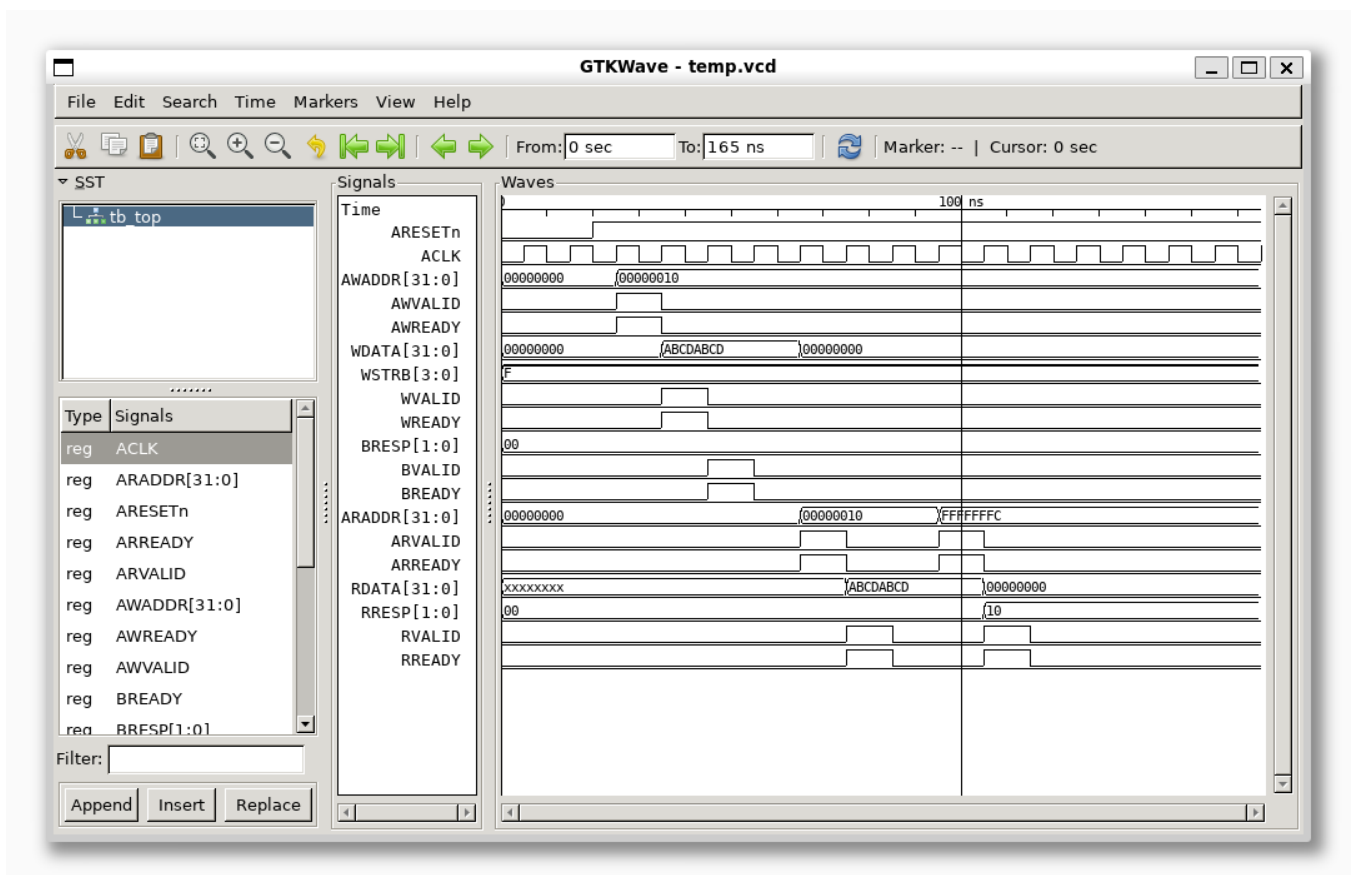 GTKWave - temp.vcd
File Edit Search Time Markers View Help
From: 0 sec To: 165 ns Marker: -- | Cursor: 0 sec
SST
tb_top
Type Signals
reg ACLK
reg ARADDR[31:0]
reg ARESETn
reg ARREADY
reg ARVALID
reg AWADDR[31:0]
reg AWREADY
reg AWVALID
reg BREADY
reg BRESP[1:0]
Filter:
Append Insert Replace
Signals
Time
ARESETn
ACLK
AWADDR[31:0]
AWVALID
AWREADY
WDATA[31:0]
WSTRB[3:0]
WVALID
WREADY
BRESP[1:0]
BVALID
BREADY
ARADDR[31:0]
ARVALID
ARREADY
RDATA[31:0]
RRESP[1:0]
RVALID
RREADY
Waves
100 ns
00000000 00000010
00000000 ABCDABCD 00000000
F
00
00000000 00000010 FFFFFFFC
xxxxxxxx ABCDABCD 00000000
00 10